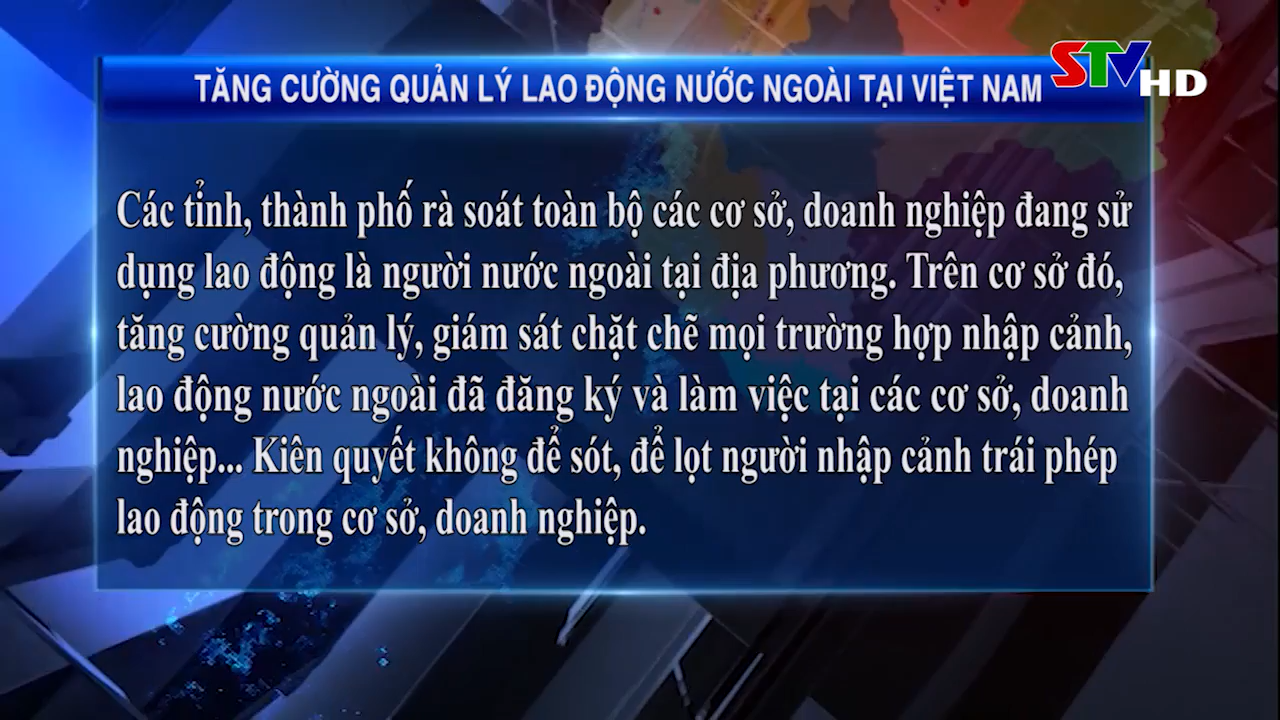 TĂNG CƯỜNG QUẢN LÝ LAO ĐỘNG NƯỚC NGOÀI TẠI VIỆT NAM
STV HD
Các tỉnh, thành phố rà soát toàn bộ các cơ sở, doanh nghiệp đang sử
dụng lao động là người nước ngoài tại địa phương. Trên cơ sở đó,
tăng cường quản lý, giám sát chặt chẽ mọi trường hợp nhập cảnh,
lao động nước ngoài đã đăng ký và làm việc tại các cơ sở, doanh
nghiệp... Kiên quyết không để sót, để lọt người nhập cảnh trái phép
lao động trong cơ sở, doanh nghiệp.